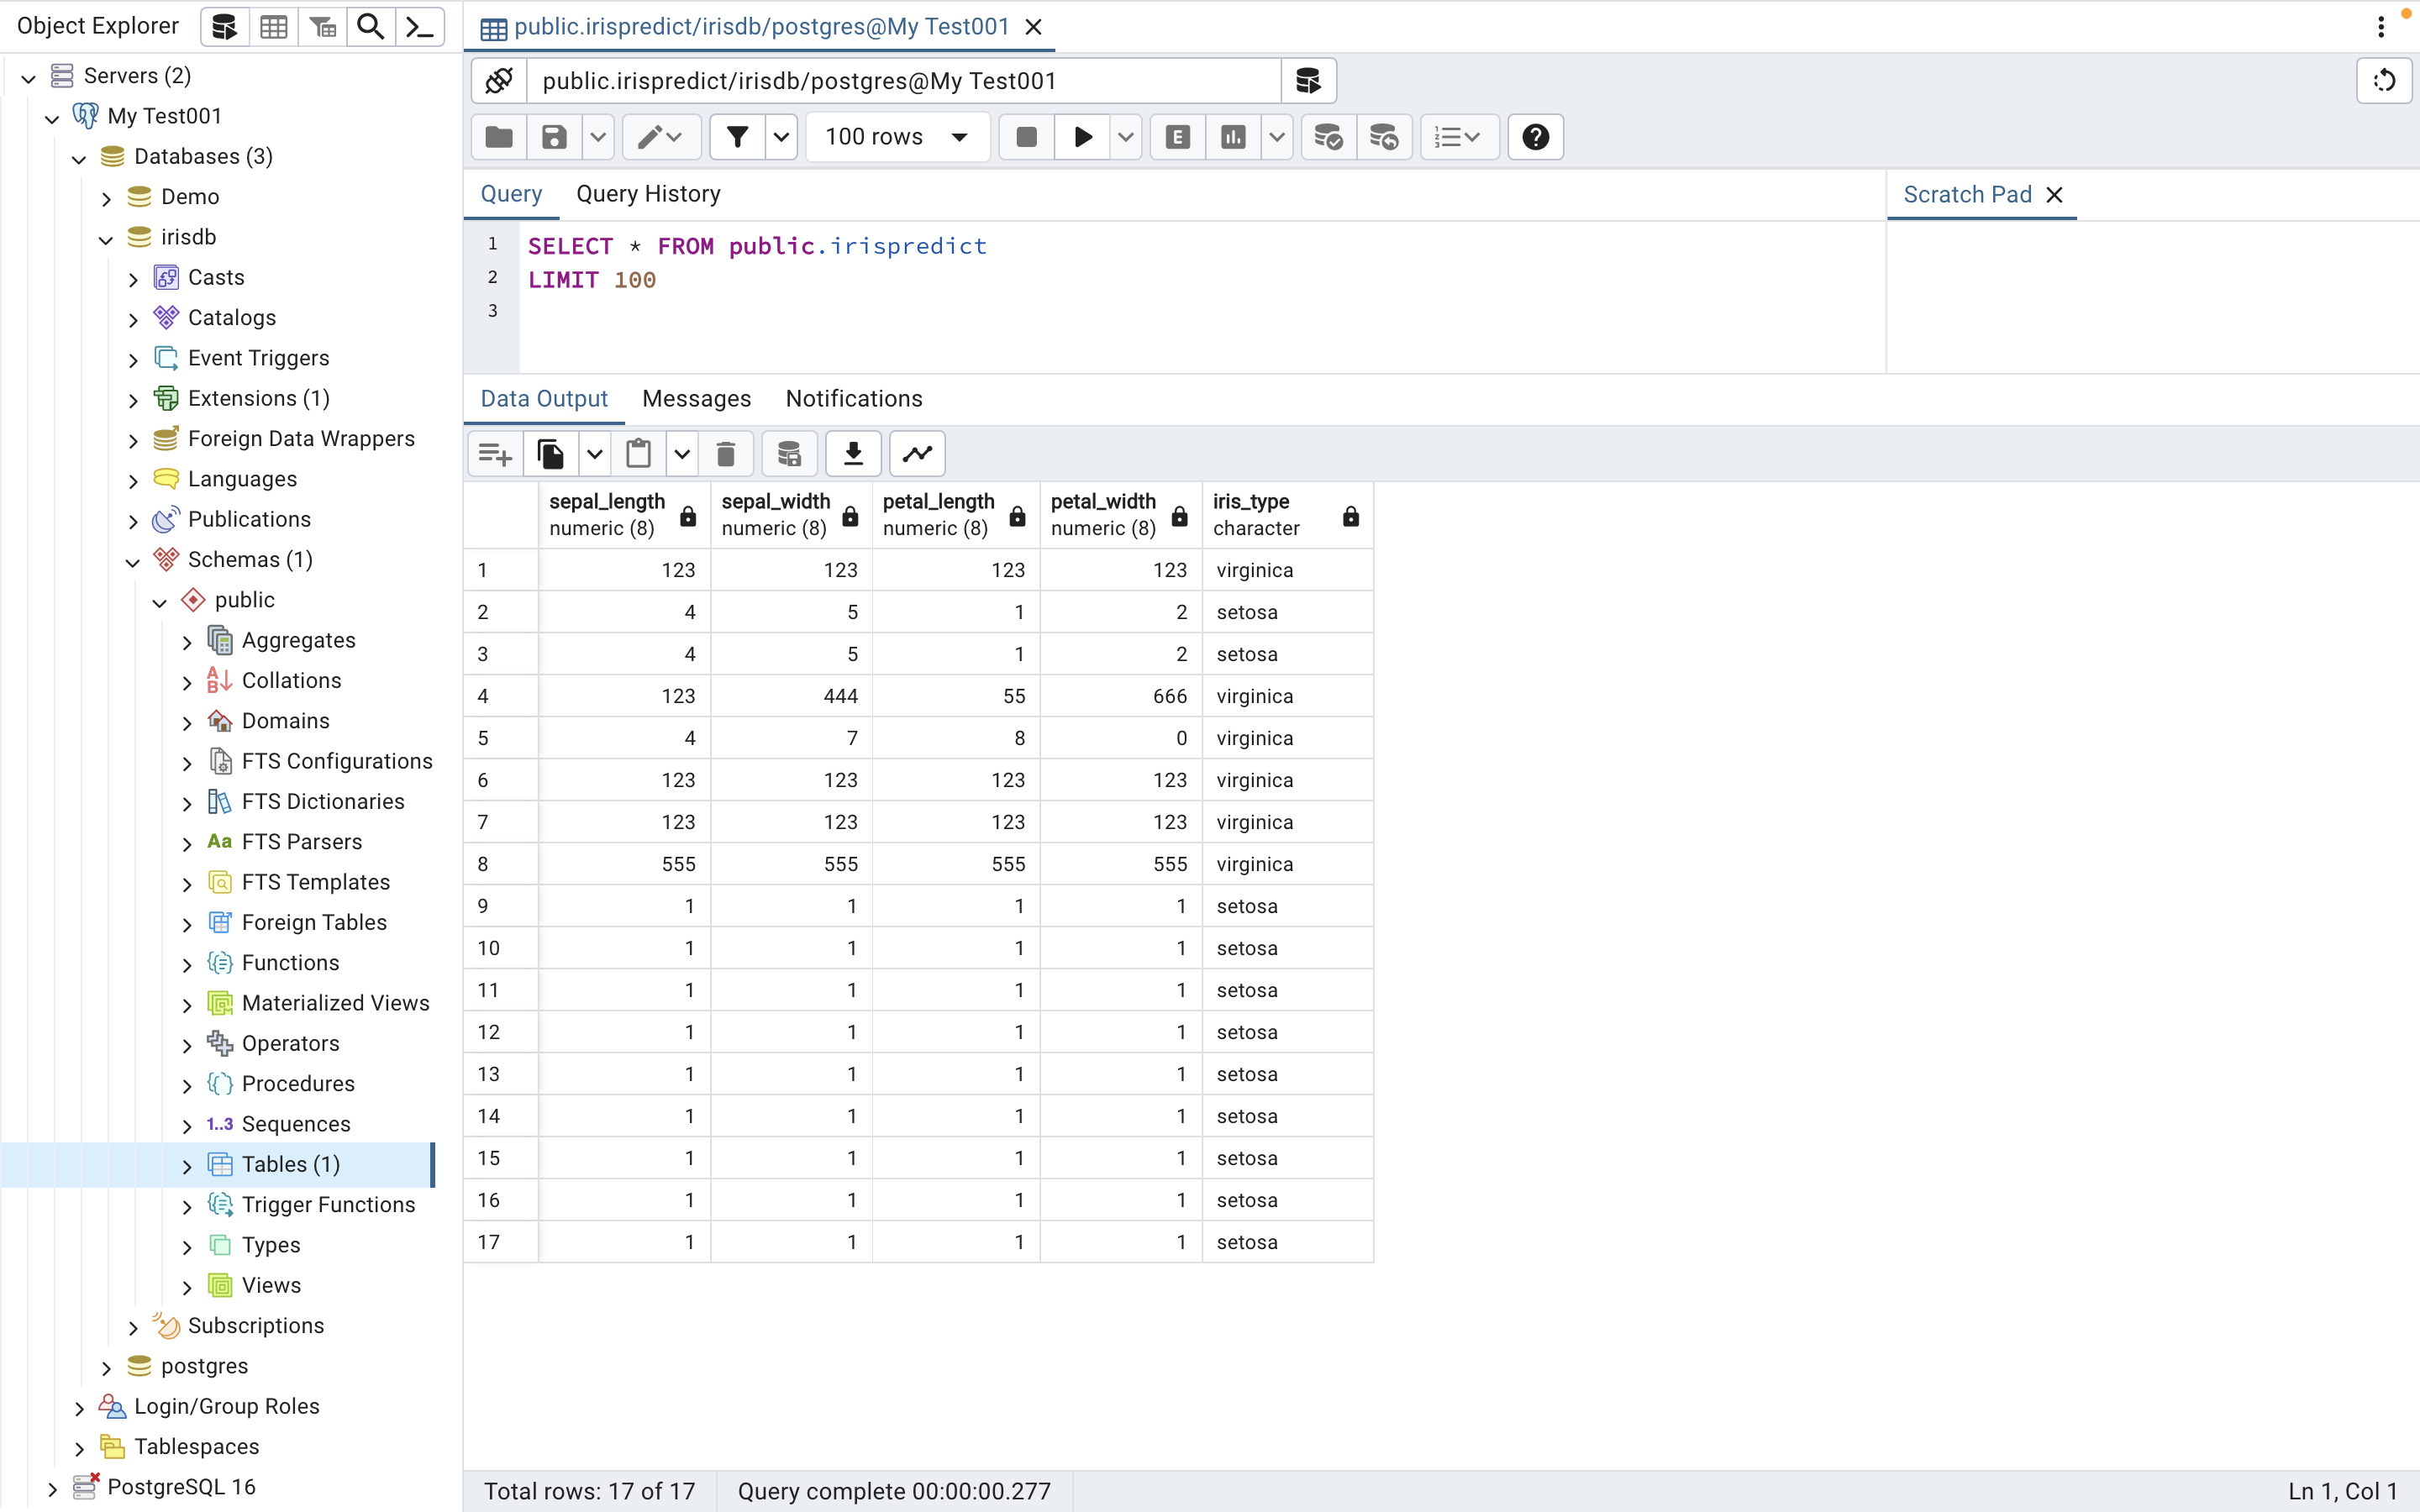 Object Explorer
Servers (2)
My Test001
Databases (3)
Demo
irisdb
Casts
Catalogs
Event Triggers
Extensions (1)
Foreign Data Wrappers
Languages
Publications
Schemas (1)
public
Aggregates
Collations
Domains
FTS Configurations
FTS Dictionaries
Aa FTS Parsers
FTS Templates
Foreign Tables
Functions
Materialized Views
Operators
Procedures
1..3 Sequences
Tables (1)
Trigger Functions
Types
Views
Subscriptions
postgres
Login/Group Roles
Tablespaces
PostgreSQL 16
public.irispredict/irisdb/postgres@My Test001
public.irispredict/irisdb/postgres@My Test001
100 rows E
Query Query History
Scratch Pad
1 SELECT * FROM public.irispredict
2 LIMIT 100
3
Data Output Messages Notifications
sepal_length sepal_width petal_length petal_width iris_type
numeric (8) numeric (8) numeric (8) numeric (8) character
1 123 123 123 123 virginica
2 4 5 1 2 setosa
3 4 5 1 2 setosa
4 123 444 55 666 virginica
5 4 7 8 0 virginica
6 123 123 123 123 virginica
7 123 123 123 123 virginica
8 555 555 555 555 virginica
9 1 1 1 1 setosa
10 1 1 1 1 setosa
11 1 1 1 1 setosa
12 1 1 1 1 setosa
13 1 1 1 1 setosa
14 1 1 1 1 setosa
15 1 1 1 1 setosa
16 1 1 1 1 setosa
17 1 1 1 1 setosa
Total rows: 17 of 17 Query complete 00:00:00.277 Ln 1, Col 1